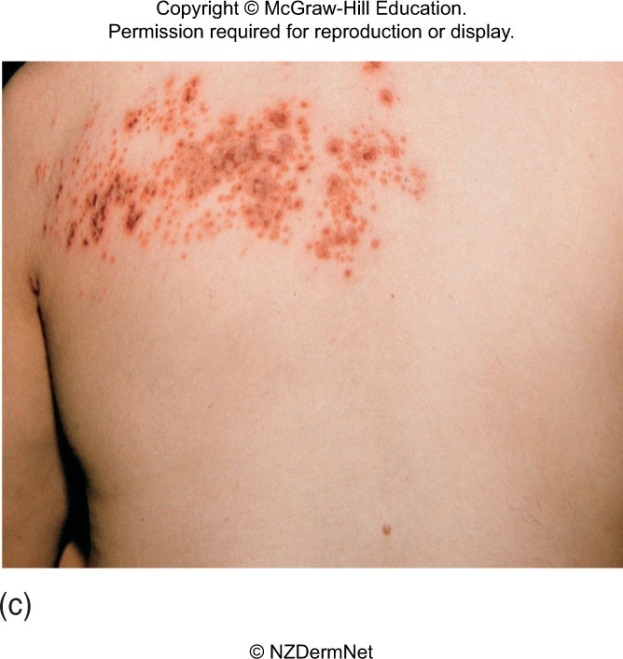 Copyright © McGraw-Hill Education.
Permission required for reproduction or display.
(c)
© NZDermNet